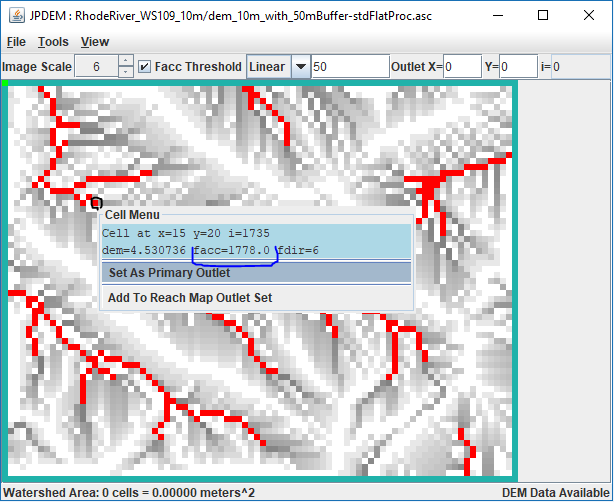 JPDEM : RhodeRiver_WS109_10m/dem_10m_with_50mBuffer-stdFlatProc.asc
File Tools View
Image Scale 6 Facc Threshold Linear 50 Outlet X= 0 Y= 0 i= 0
Cell Menu
Cell at x=15 y=20 i=1735
dem=4.530736 facc=1778.0 fdir=6
Set As Primary Outlet
Add To Reach Map Outlet Set
Watershed Area: 0 cells = 0.00000 meters^2 DEM Data Available